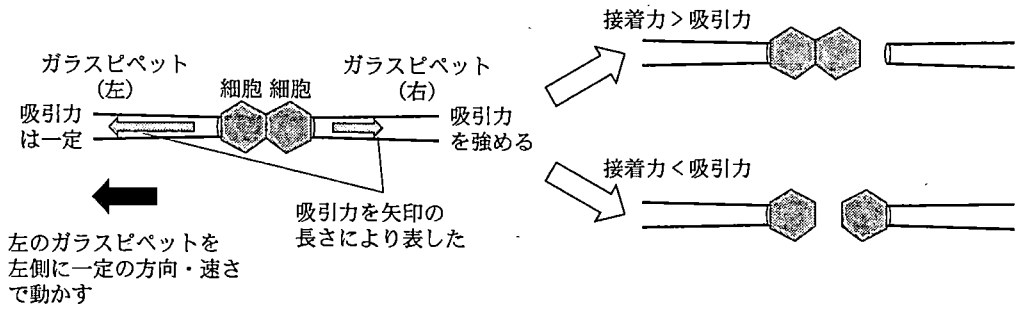 ガラスピペット
(左)
吸引力
は一定
細胞 細胞
ガラスピペット
(右)
吸引力
を強める
吸引力を矢印の
長さにより表した
左のガラスピペットを
左側に一定の方向・速さ
で動かす
接着力＞吸引力
接着力＜吸引力